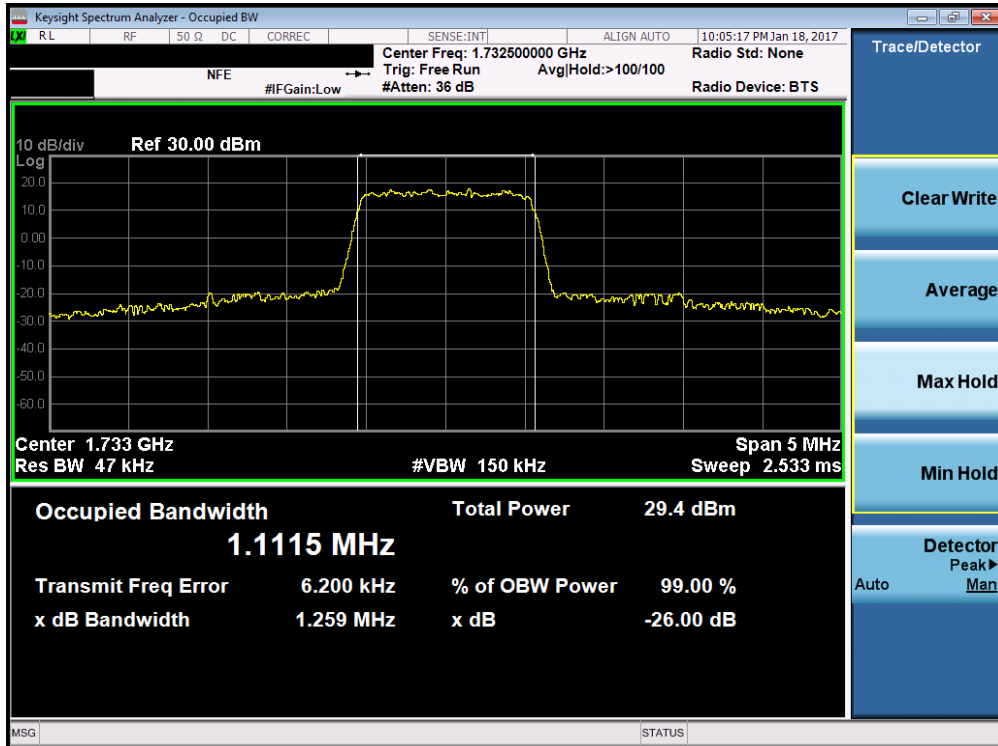 Keysight Spectrum Analyzer - Occupied BW
LXI RL RF 50 Ω DC CORREC SENSE:INT ALIGN AUTO 10:05:17 PM Jan 18, 2017
Center Freq: 1.732500000 GHz Radio Std: None
NFE Trig: Free Run Avg|Hold:>100/100
#IFGain:Low #Atten: 36 dB Radio Device: BTS
10 dB/div Ref 30.00 dBm
Log
20.0
10.0
0.00
-10.0
-20.0
-30.0
-40.0
-50.0
-60.0
Center 1.733 GHz Span 5 MHz
Res BW 47 kHz #VBW 150 kHz Sweep 2.533 ms
Occupied Bandwidth Total Power 29.4 dBm
1.1115 MHz
Transmit Freq Error 6.200 kHz % of OBW Power 99.00 %
x dB Bandwidth 1.259 MHz x dB -26.00 dB
MSG STATUS
Trace/Detector
Clear Write
Average
Max Hold
Min Hold
Detector
Peak▶
Auto Man